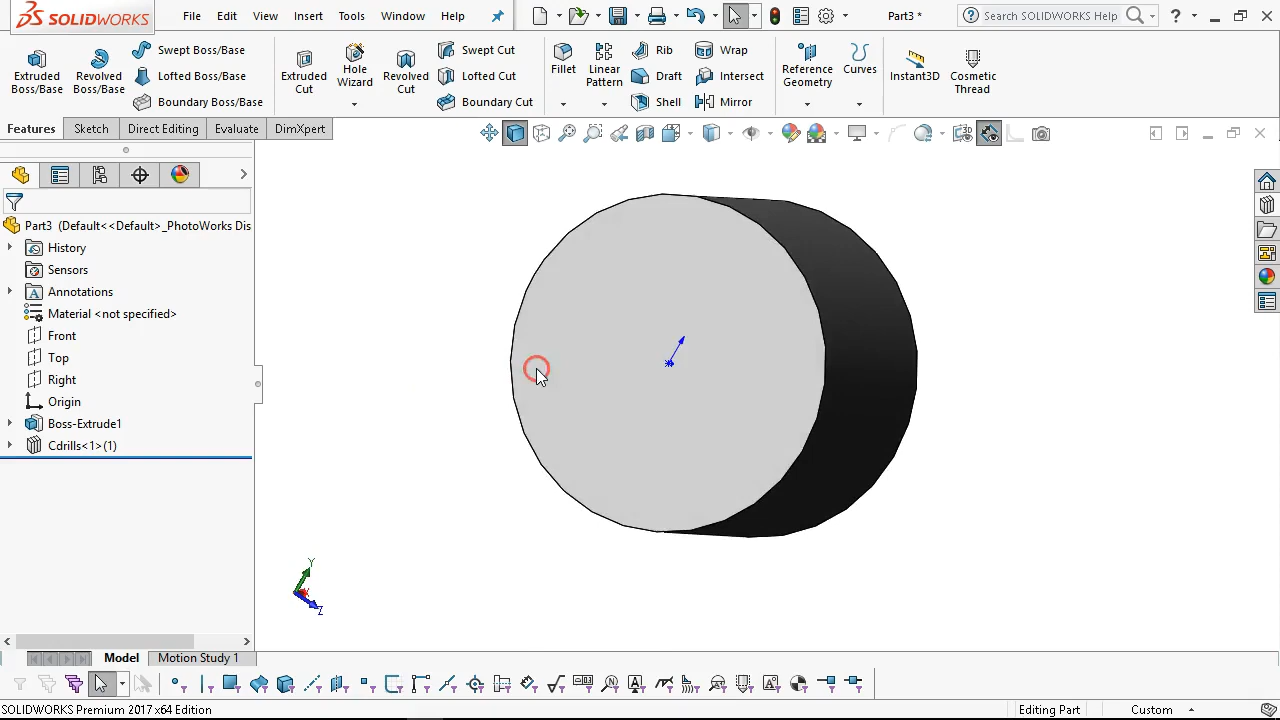 SOLIDWORKS
File Edit View Insert Tools Window Help
Part3 *
Search SOLIDWORKS Help
Extruded Boss/Base
Revolved Boss/Base
Swept Boss/Base
Lofted Boss/Base
Boundary Boss/Base
Extruded Cut
Hole Wizard
Revolved Cut
Swept Cut
Lofted Cut
Boundary Cut
Fillet
Linear Pattern
Rib
Draft
Shell
Wrap
Intersect
Mirror
Reference Geometry
Curves
Instant3D
Cosmetic Thread
Features Sketch Direct Editing Evaluate DimXpert
Part3 (Default<<Default>_PhotoWorks Dis
History
Sensors
Annotations
Material <not specified>
Front
Top
Right
Origin
Boss-Extrude1
Cdrills<1>(1)
Y
Z
Model Motion Study 1
SOLIDWORKS Premium 2017 x64 Edition
Editing Part
Custom